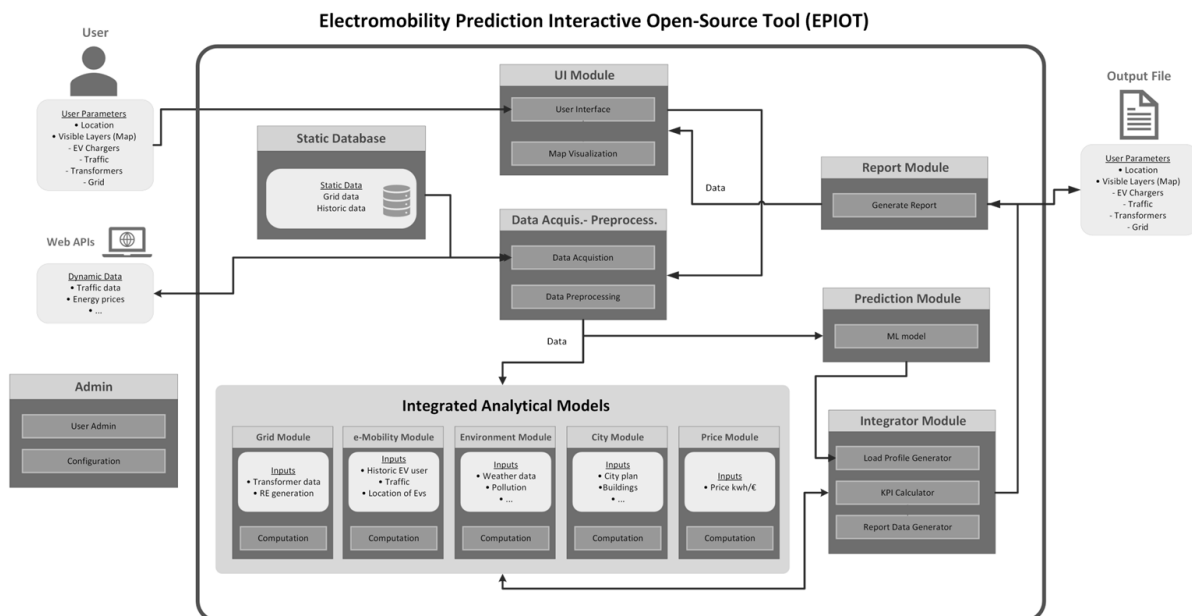 Electromobility Prediction Interactive Open-Source Tool (EPIOT)
User
User Parameters
• Location
• Visible Layers (Map)
- EV Chargers
- Traffic
- Transformers
- Grid
Web APIs
Dynamic Data
• Traffic data
• Energy prices
• ...
Admin
User Admin
Configuration
Static Database
Static Data
Grid data
Historic data
UI Module
User Interface
Map Visualization
Data
Data Acquis.- Preprocess.
Data Acquistion
Data Preprocessing
Data
Report Module
Generate Report
Output File
User Parameters
• Location
• Visible Layers (Map)
- EV Chargers
- Traffic
- Transformers
- Grid
Prediction Module
ML model
Integrator Module
Load Profile Generator
KPI Calculator
Report Data Generator
Integrated Analytical Models
Grid Module
Inputs
• Transformer data
• RE generation
Computation
e-Mobility Module
Inputs
• Historic EV user
• Traffic
• Location of Evs
Computation
Environment Module
Inputs
• Weather data
• Pollution
• ...
Computation
City Module
Inputs
• City plan
•Buildings
• ...
Computation
Price Module
Inputs
• Price kwh/€
Computation